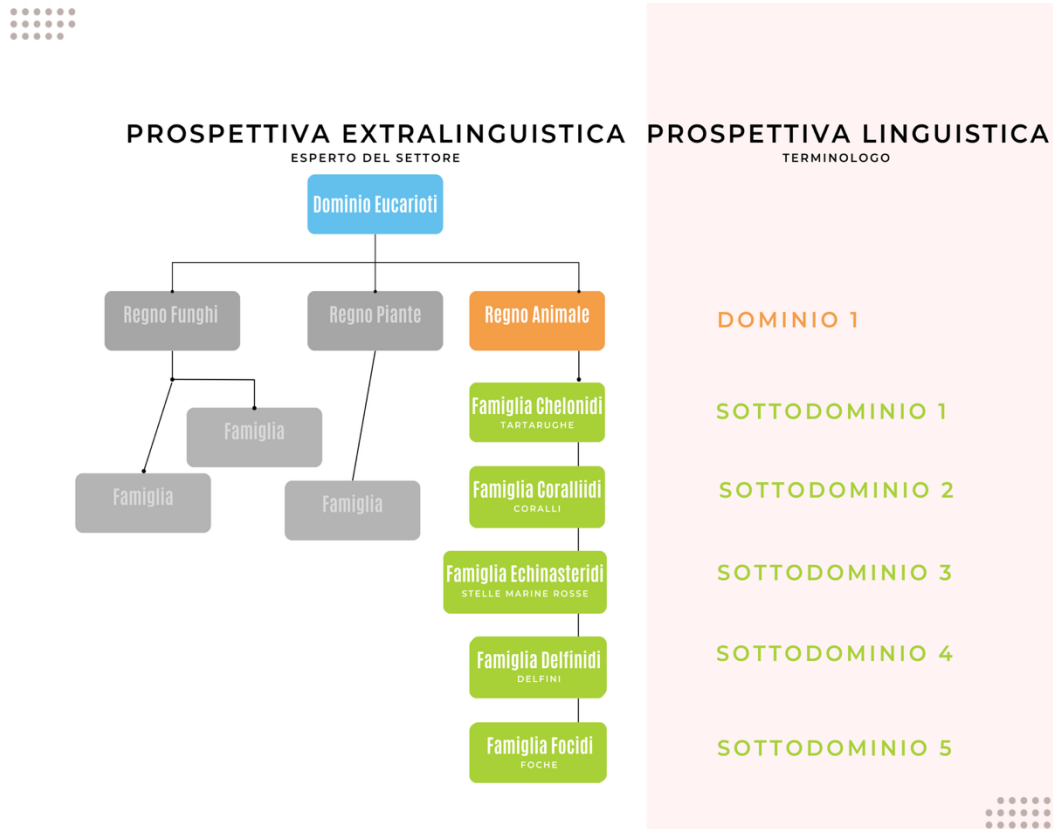 PROSPETTIVA EXTRALINGUISTICA
ESPERTO DEL SETTORE
PROSPETTIVA LINGUISTICA
TERMINOLOGO
Dominio Eucarioti
Regno Funghi
Regno Piante
Regno Animale
DOMINIO 1
Famiglia Chelonidi
TARTARUGHE
SOTTODOMINIO 1
Famiglia
Famiglia
Famiglia
Famiglia Coralliidi
CORALLI
SOTTODOMINIO 2
Famiglia Echinasteridi
STELLE MARINE ROSSE
SOTTODOMINIO 3
Famiglia Delfinidi
DELFINI
SOTTODOMINIO 4
Famiglia Focidi
FOCHE
SOTTODOMINIO 5